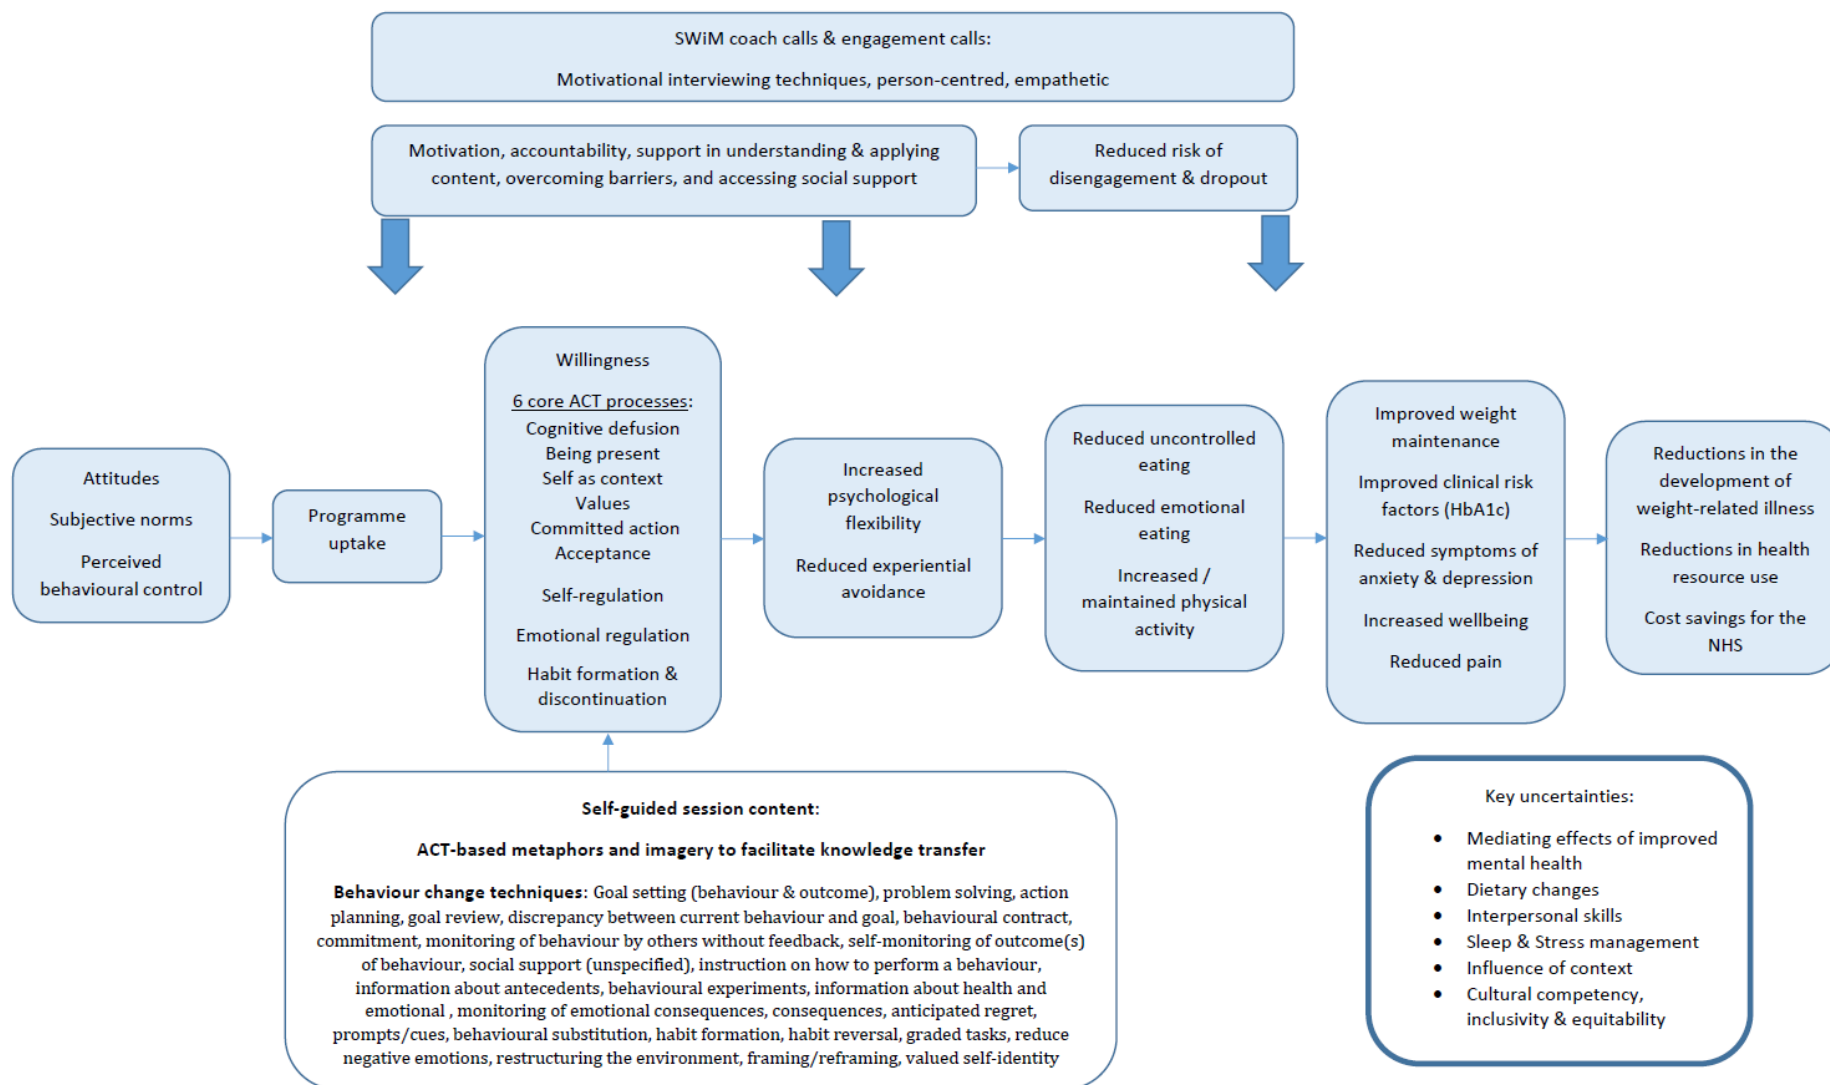 SWiM coach calls & engagement calls:
Motivational interviewing techniques, person-centred, empathetic
Motivation, accountability, support in understanding & applying
content, overcoming barriers, and accessing social support
Reduced risk of
disengagement & dropout
Attitudes
Subjective norms
Perceived
behavioural control
Programme
uptake
Willingness
6 core ACT processes:
Cognitive defusion
Being present
Self as context
Values
Committed action
Acceptance
Self-regulation
Emotional regulation
Habit formation &
discontinuation
Increased
psychological
flexibility
Reduced experiential
avoidance
Reduced uncontrolled
eating
Reduced emotional
eating
Increased /
maintained physical
activity
Improved weight
maintenance
Improved clinical risk
factors (HbA1c)
Reduced symptoms of
anxiety & depression
Increased wellbeing
Reduced pain
Reductions in the
development of
weight-related illness
Reductions in health
resource use
Cost savings for the
NHS
Self-guided session content:
ACT-based metaphors and imagery to facilitate knowledge transfer
Behaviour change techniques: Goal setting (behaviour & outcome), problem solving, action
planning, goal review, discrepancy between current behaviour and goal, behavioural contract,
commitment, monitoring of behaviour by others without feedback, self-monitoring of outcome(s)
of behaviour, social support (unspecified), instruction on how to perform a behaviour,
information about antecedents, behavioural experiments, information about health and
emotional , monitoring of emotional consequences, consequences, anticipated regret,
prompts/cues, behavioural substitution, habit formation, habit reversal, graded tasks, reduce
negative emotions, restructuring the environment, framing/reframing, valued self-identity
Key uncertainties:
• Mediating effects of improved
mental health
• Dietary changes
• Interpersonal skills
• Sleep & Stress management
• Influence of context
• Cultural competency,
inclusivity & equitability